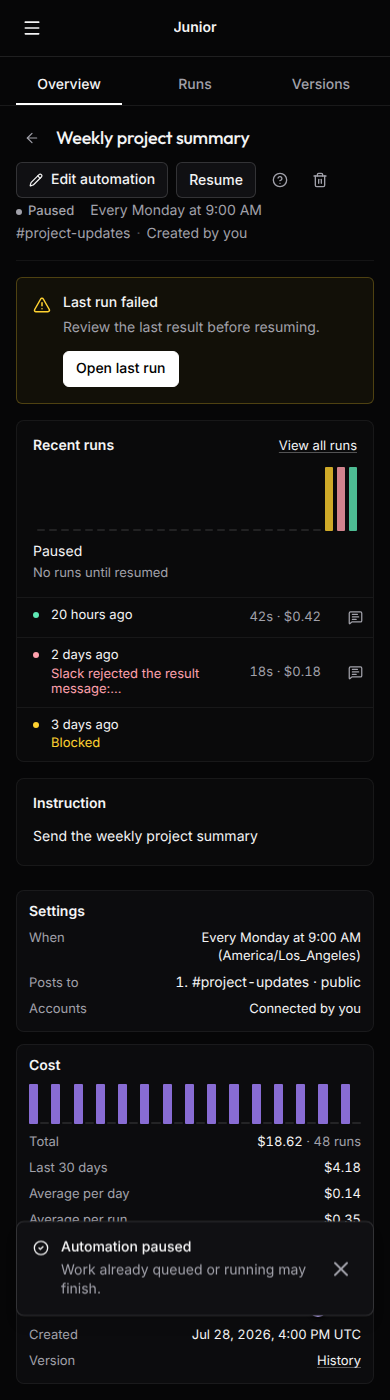 Junior
Overview Runs Versions
Weekly project summary
Edit automation Resume
Paused Every Monday at 9:00 AM
#project-updates · Created by you
Last run failed
Review the last result before resuming.
Open last run
Recent runs View all runs
Paused
No runs until resumed
20 hours ago 42s · $0.42
2 days ago
Slack rejected the result
message:... 18s · $0.18
3 days ago
Blocked
Instruction
Send the weekly project summary
Settings
When Every Monday at 9:00 AM
(America/Los_Angeles)
Posts to 1. #project-updates · public
Accounts Connected by you
Cost
Total $18.62 · 48 runs
Last 30 days $4.18
Average per day $0.14
Average per run $0.35
Automation paused
Work already queued or running may
finish.
Created Jul 28, 2026, 4:00 PM UTC
Version History